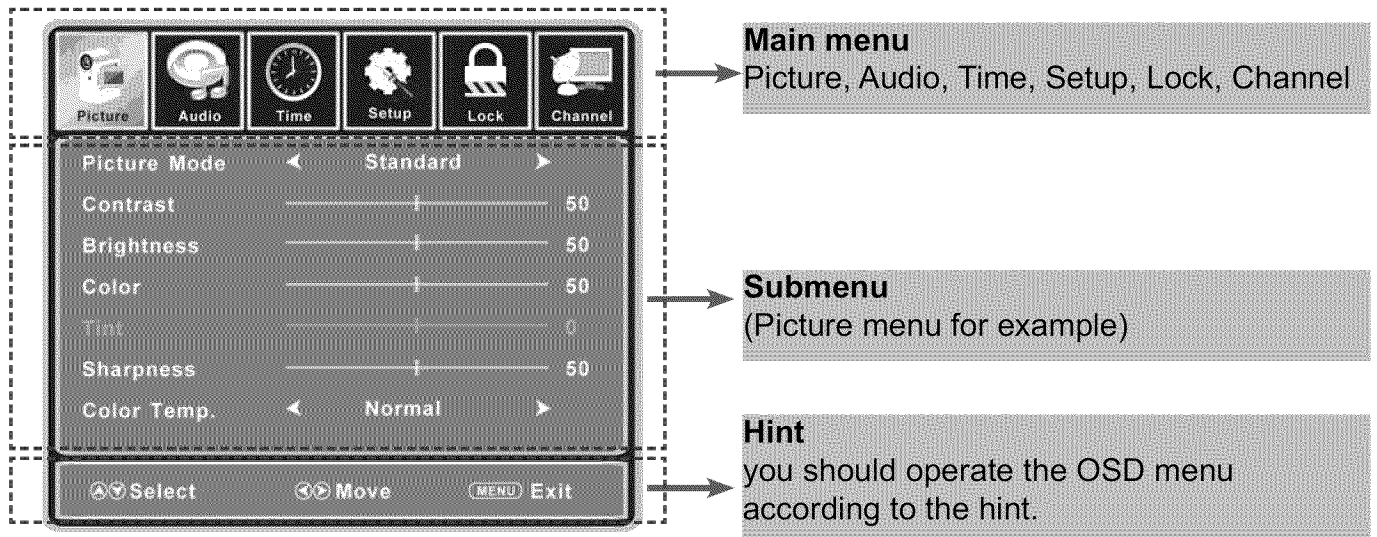 Picture Audio Time Setup Lock Channel
Main menu
Picture, Audio, Time, Setup, Lock, Channel
Picture Mode Standard
Contrast 50
Brightness 50
Color 50
Tint 0
Sharpness 50
Color Temp. Normal
Submenu
(Picture menu for example)
Select Move MENU Exit
Hint
you should operate the OSD menu
according to the hint.